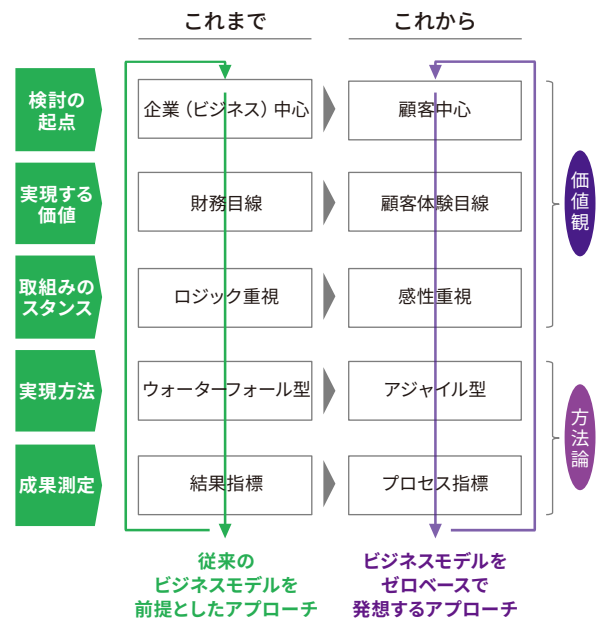 これまで
これから
検討の
起点
企業（ビジネス）中心
顧客中心
実現する
価値
財務目線
顧客体験目線
取組みの
スタンス
ロジック重視
感性重視
価値観
実現方法
ウォーターフォール型
アジャイル型
成果測定
結果指標
プロセス指標
方法論
従来の
ビジネスモデルを
前提としたアプローチ
ビジネスモデルを
ゼロベースで
発想するアプローチ